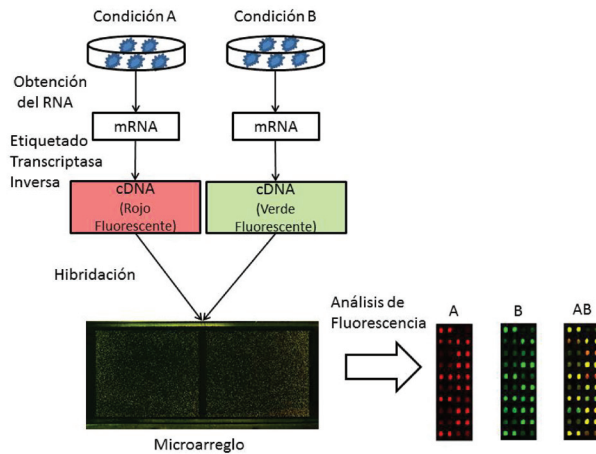 Condición A
Condición B
Obtención
del RNA
mRNA
mRNA
Etiquetado
Transcriptasa
Inversa
cDNA
(Rojo
Fluorescente)
cDNA
(Verde
Fluorescente)
Hibridación
Análisis de
Fluorescencia
A
B
AB
Microarreglo